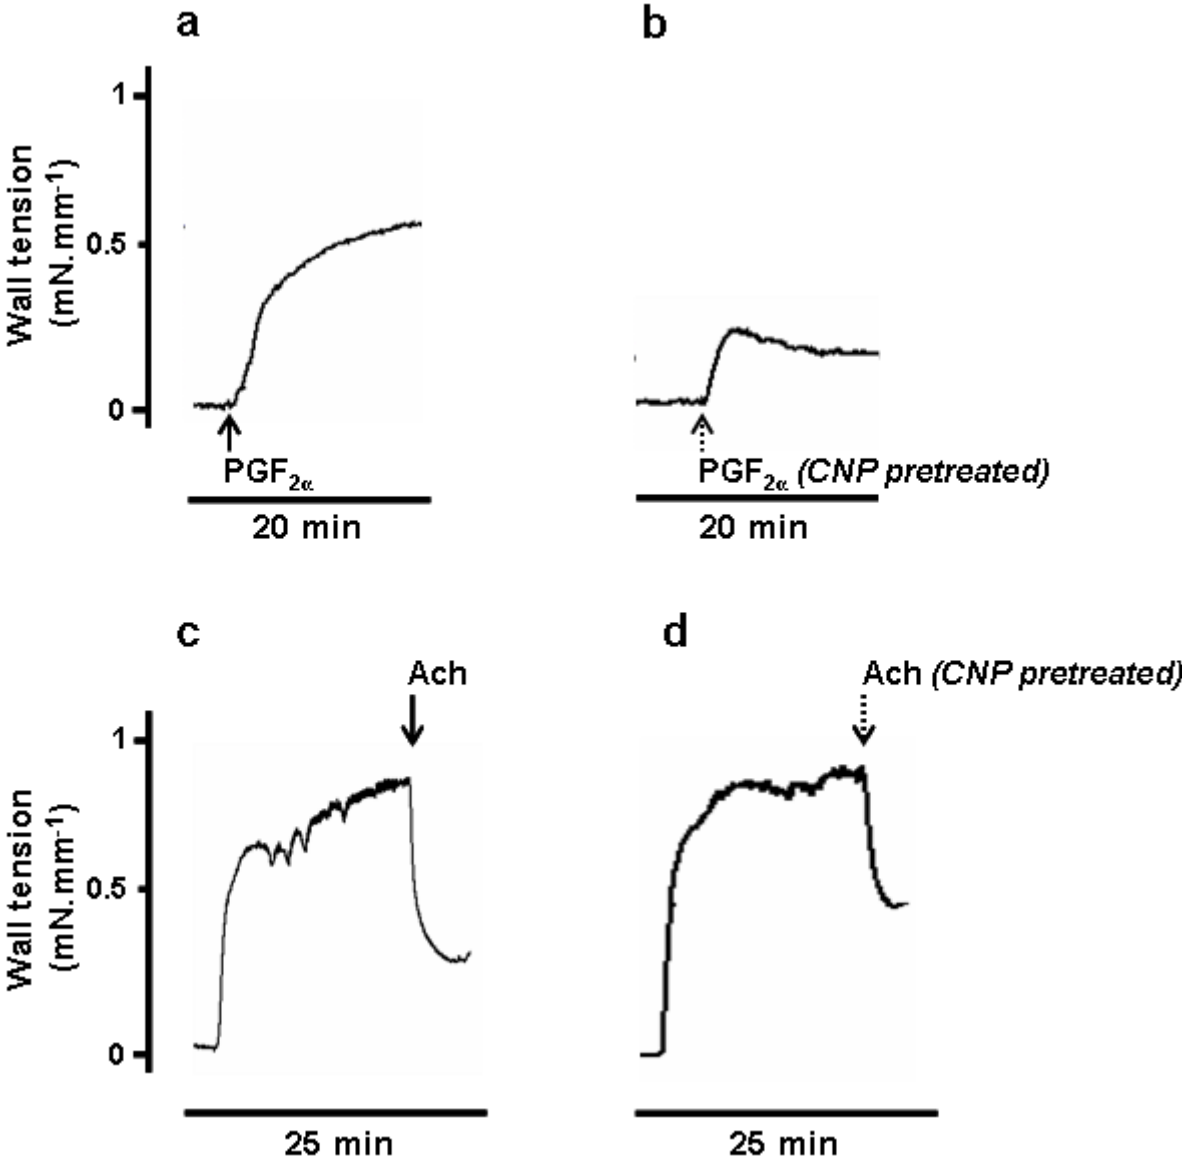 a
b
1
0.5
0
Wall tension
(mN.mm-1)
PGF2α
PGF2α (CNP pretreated)
20 min
20 min
c
d
Ach
Ach (CNP pretreated)
1
0.5
0
Wall tension
(mN.mm-1)
25 min
25 min